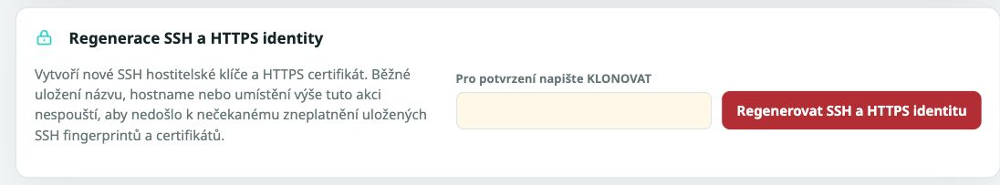 Regenerace SSH a HTTPS identity
Vytvoří nové SSH hostitelské klíče a HTTPS certifikát. Běžné
uložení názvu, hostname nebo umístění výše tuto akci
nespouští, aby nedošlo k nečekanému zneplatnění uložených
SSH fingerprintů a certifikátů.
Pro potvrzení napište KLONOVAT
Regenerovat SSH a HTTPS identitu